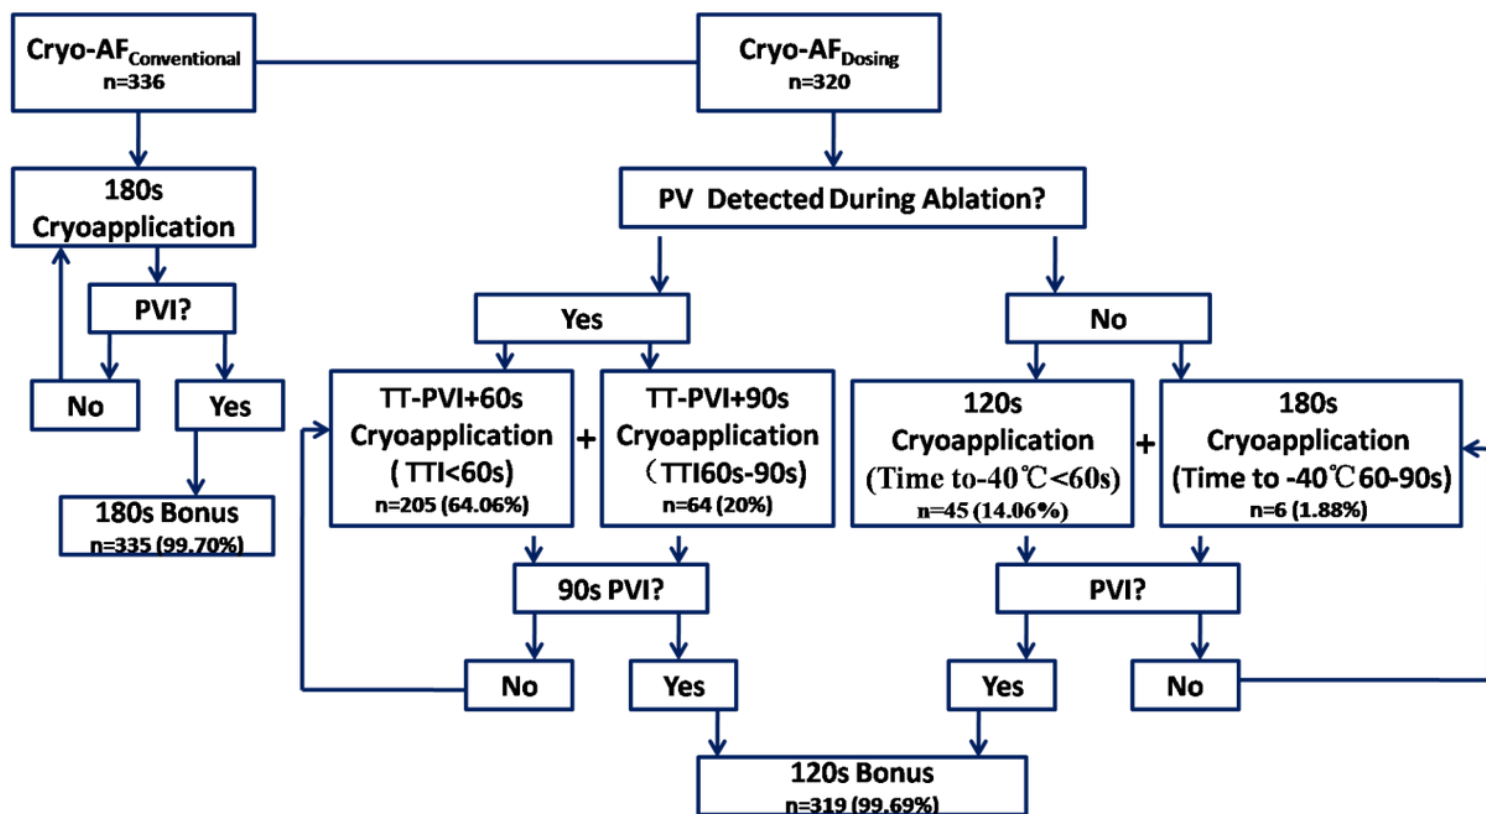 Cryo-AFConventional
n=336
Cryo-AFDosing
n=320
180s
Cryoapplication
PV Detected During Ablation?
PVI?
Yes
No
No
Yes
TT-PVI+60s
Cryoapplication
( TTI<60s)
n=205 (64.06%)
+
TT-PVI+90s
Cryoapplication
（TTI60s-90s)
n=64 (20%)
120s
Cryoapplication
(Time to-40℃<60s)
n=45 (14.06%)
+
180s
Cryoapplication
(Time to -40℃ 60-90s)
n=6 (1.88%)
180s Bonus
n=335 (99.70%)
90s PVI?
PVI?
No
Yes
Yes
No
120s Bonus
n=319 (99.69%)